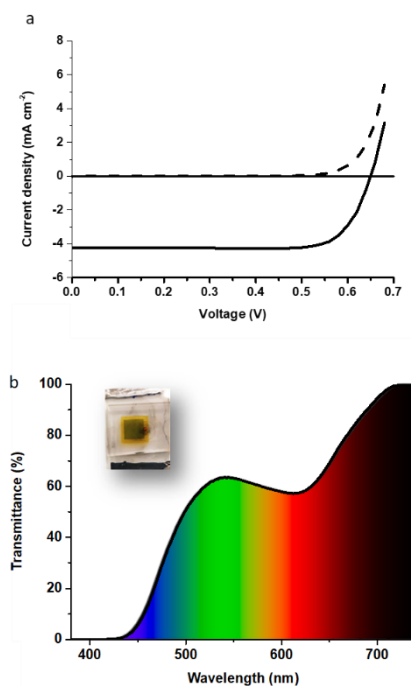 a
8
6
4
2
0
-2
-4
-6
Current density (mA cm⁻²)
0.0 0.1 0.2 0.3 0.4 0.5 0.6 0.7
Voltage (V)
b
100
80
60
40
20
0
Transmittance (%)
400 500 600 700
Wavelength (nm)